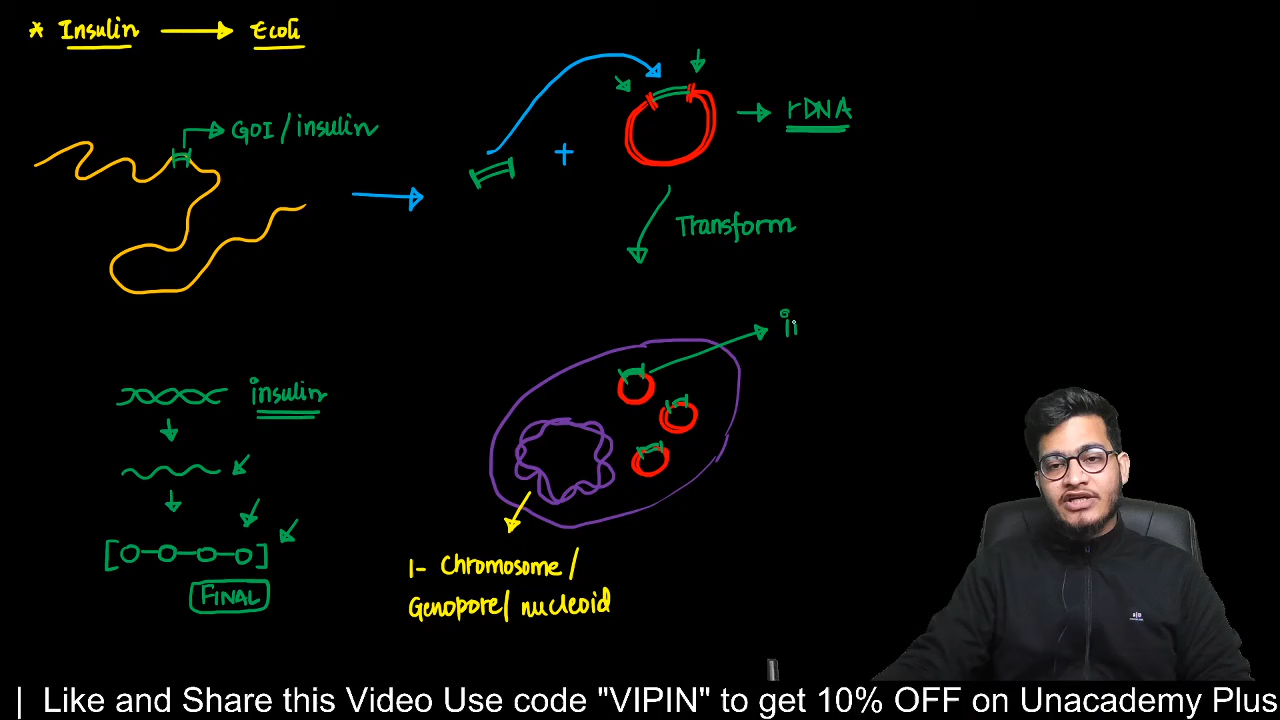 * Insulin → Ecoli
GOI/insulin
+
→ rDNA
Transform
ii
insulin
FINAL
1- Chromosome/
Genopore/ nucleoid
| Like and Share this Video Use code "VIPIN" to get 10% OFF on Unacademy Plus